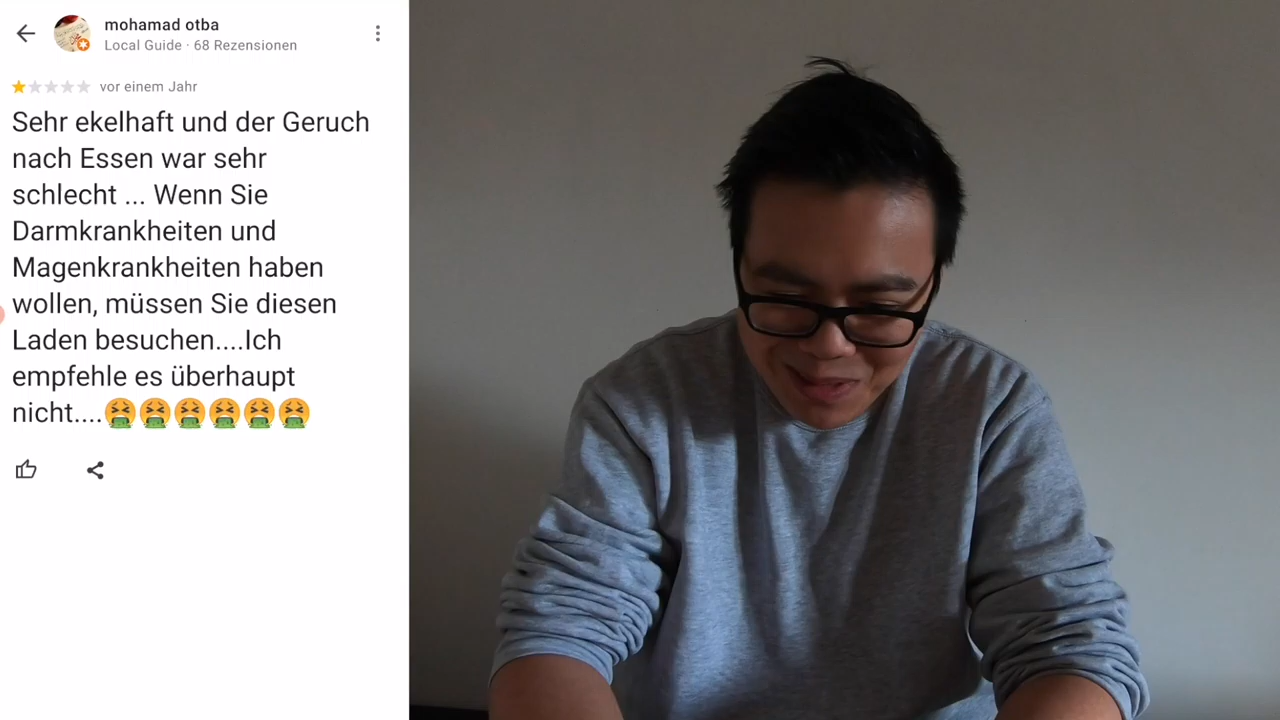 mohamad otba
Local Guide · 68 Rezensionen
vor einem Jahr
Sehr ekelhaft und der Geruch
nach Essen war sehr
schlecht ... Wenn Sie
Darmkrankheiten und
Magenkrankheiten haben
wollen, müssen Sie diesen
Laden besuchen....Ich
empfehle es überhaupt
nicht....🤮🤮🤮🤮🤮🤮